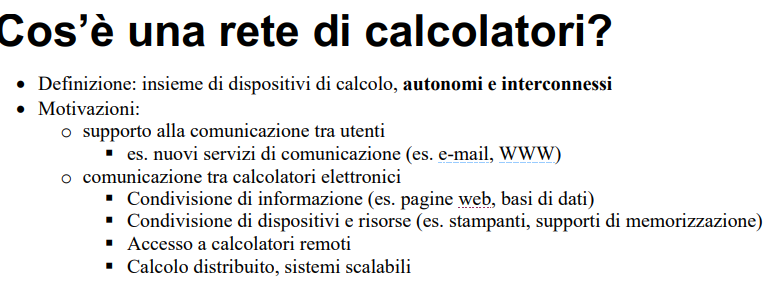 Cos’è una rete di calcolatori?
• Definizione: insieme di dispositivi di calcolo, autonomi e interconnessi
• Motivazioni:
o supporto alla comunicazione tra utenti
▪ es. nuovi servizi di comunicazione (es. e-mail, WWW)
o comunicazione tra calcolatori elettronici
▪ Condivisione di informazione (es. pagine web, basi di dati)
▪ Condivisione di dispositivi e risorse (es. stampanti, supporti di memorizzazione)
▪ Accesso a calcolatori remoti
▪ Calcolo distribuito, sistemi scalabili